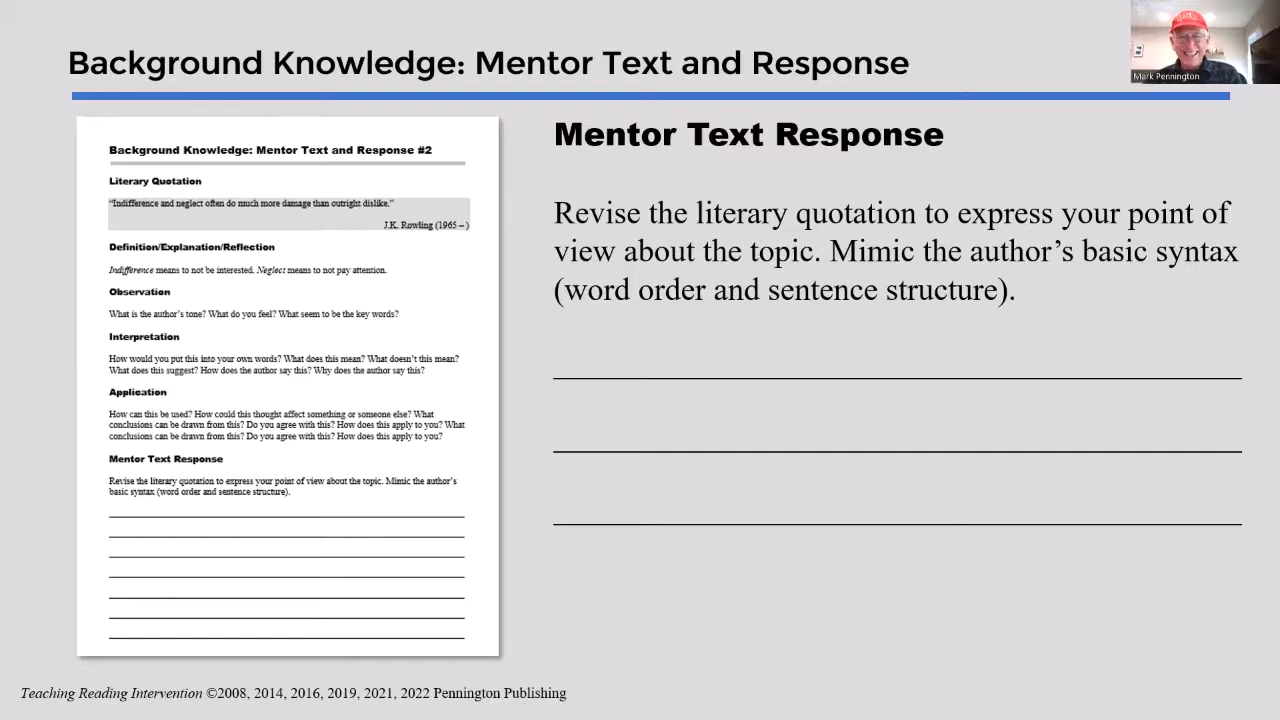 Background Knowledge: Mentor Text and Response
Mark Pennington
Background Knowledge: Mentor Text and Response #2
Literary Quotation
"Indifference and neglect often do much more damage than outright dislike."
J.K. Rowling (1965 – )
Definition/Explanation/Reflection
Indifference means to not be interested. Neglect means to not pay attention.
Observation
What is the author's tone? What do you feel? What seem to be the key words?
Interpretation
How would you put this into your own words? What does this mean? What doesn't this mean?
What does this suggest? How does the author say this? Why does the author say this?
Application
How can this be used? How could this thought affect something or someone else? What
conclusions can be drawn from this? Do you agree with this? How does this apply to you? What
conclusions can be drawn from this? Do you agree with this? How does this apply to you?
Mentor Text Response
Revise the literary quotation to express your point of view about the topic. Mimic the author's
basic syntax (word order and sentence structure).
Mentor Text Response
Revise the literary quotation to express your point of
view about the topic. Mimic the author's basic syntax
(word order and sentence structure).
Teaching Reading Intervention ©2008, 2014, 2016, 2019, 2021, 2022 Pennington Publishing